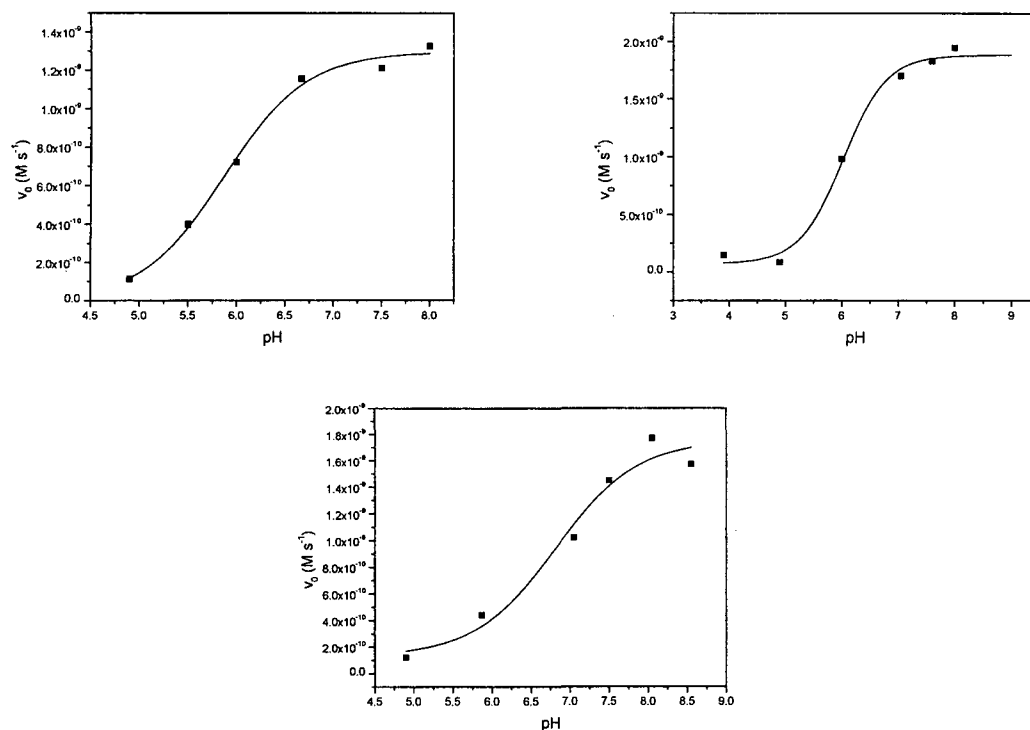 1.4x10⁻⁹
1.2x10⁻⁹
1.0x10⁻⁹
8.0x10⁻¹⁰
6.0x10⁻¹⁰
4.0x10⁻¹⁰
2.0x10⁻¹⁰
0.0
v₀ (M s⁻¹)
4.5 5.0 5.5 6.0 6.5 7.0 7.5 8.0
pH
2.0x10⁻⁹
1.5x10⁻⁹
1.0x10⁻⁹
5.0x10⁻¹⁰
0.0
v₀ (M s⁻¹)
3 4 5 6 7 8 9
pH
2.0x10⁻⁹
1.8x10⁻⁹
1.6x10⁻⁹
1.4x10⁻⁹
1.2x10⁻⁹
1.0x10⁻⁹
8.0x10⁻¹⁰
6.0x10⁻¹⁰
4.0x10⁻¹⁰
2.0x10⁻¹⁰
0.0
v₀ (M s⁻¹)
4.5 5.0 5.5 6.0 6.5 7.0 7.5 8.0 8.5 9.0
pH